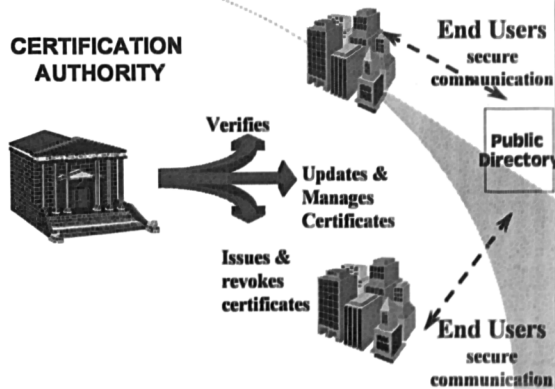 CERTIFICATION
AUTHORITY
End Users
secure
communication
Verifies
Public
Directory
Updates &
Manages
Certificates
Issues &
revokes
certificates
End Users
secure
communication